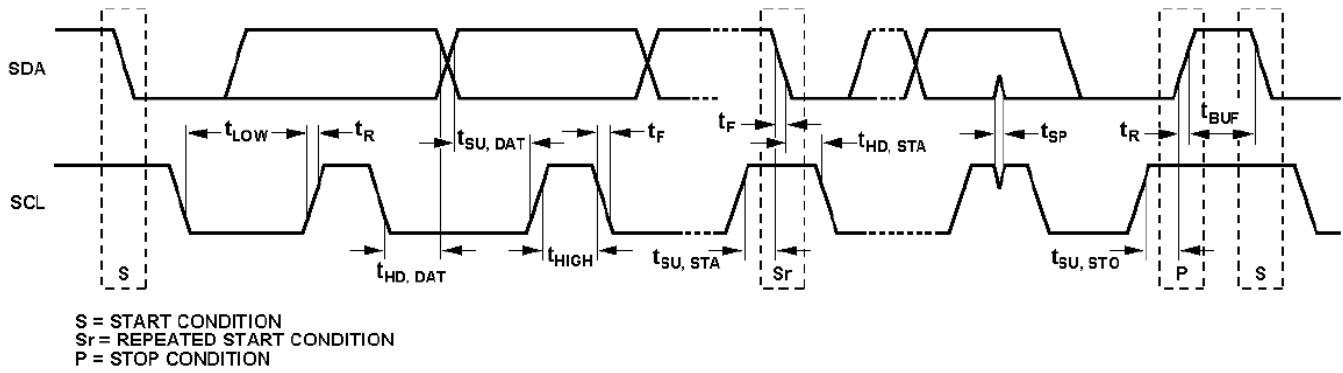 SDA
tLOW
tR
tSU, DAT
tF
tF
tHD, STA
tSP
tR
tBUF
SCL
S
tHD, DAT
tHIGH
tSU, STA
Sr
tSU, STO
P
S
S = START CONDITION
Sr = REPEATED START CONDITION
P = STOP CONDITION